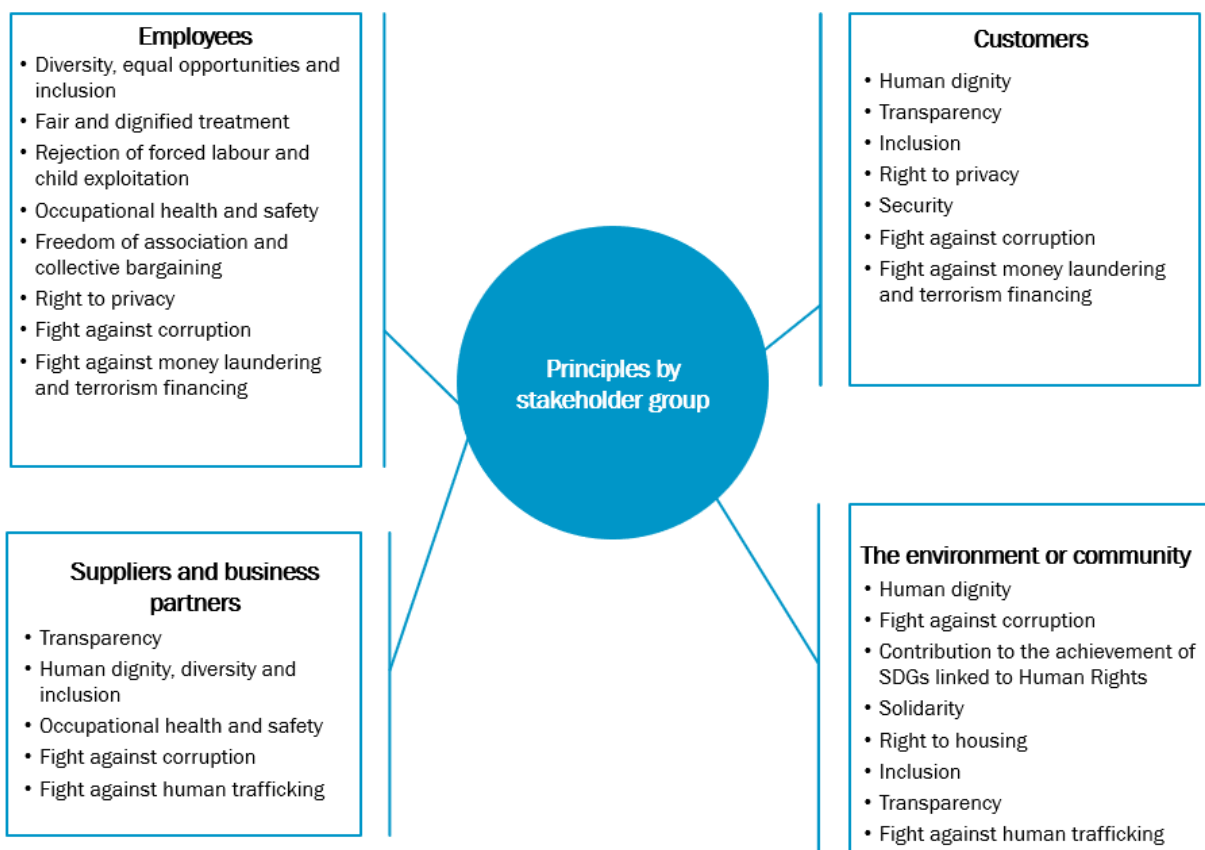 Employees
• Diversity, equal opportunities and
inclusion
• Fair and dignified treatment
• Rejection of forced labour and
child exploitation
• Occupational health and safety
• Freedom of association and
collective bargaining
• Right to privacy
• Fight against corruption
• Fight against money laundering
and terrorism financing
Customers
• Human dignity
• Transparency
• Inclusion
• Right to privacy
• Security
• Fight against corruption
• Fight against money laundering
and terrorism financing
Principles by
stakeholder group
Suppliers and business
partners
• Transparency
• Human dignity, diversity and
inclusion
• Occupational health and safety
• Fight against corruption
• Fight against human trafficking
The environment or community
• Human dignity
• Fight against corruption
• Contribution to the achievement of
SDGs linked to Human Rights
• Solidarity
• Right to housing
• Inclusion
• Transparency
• Fight against human trafficking